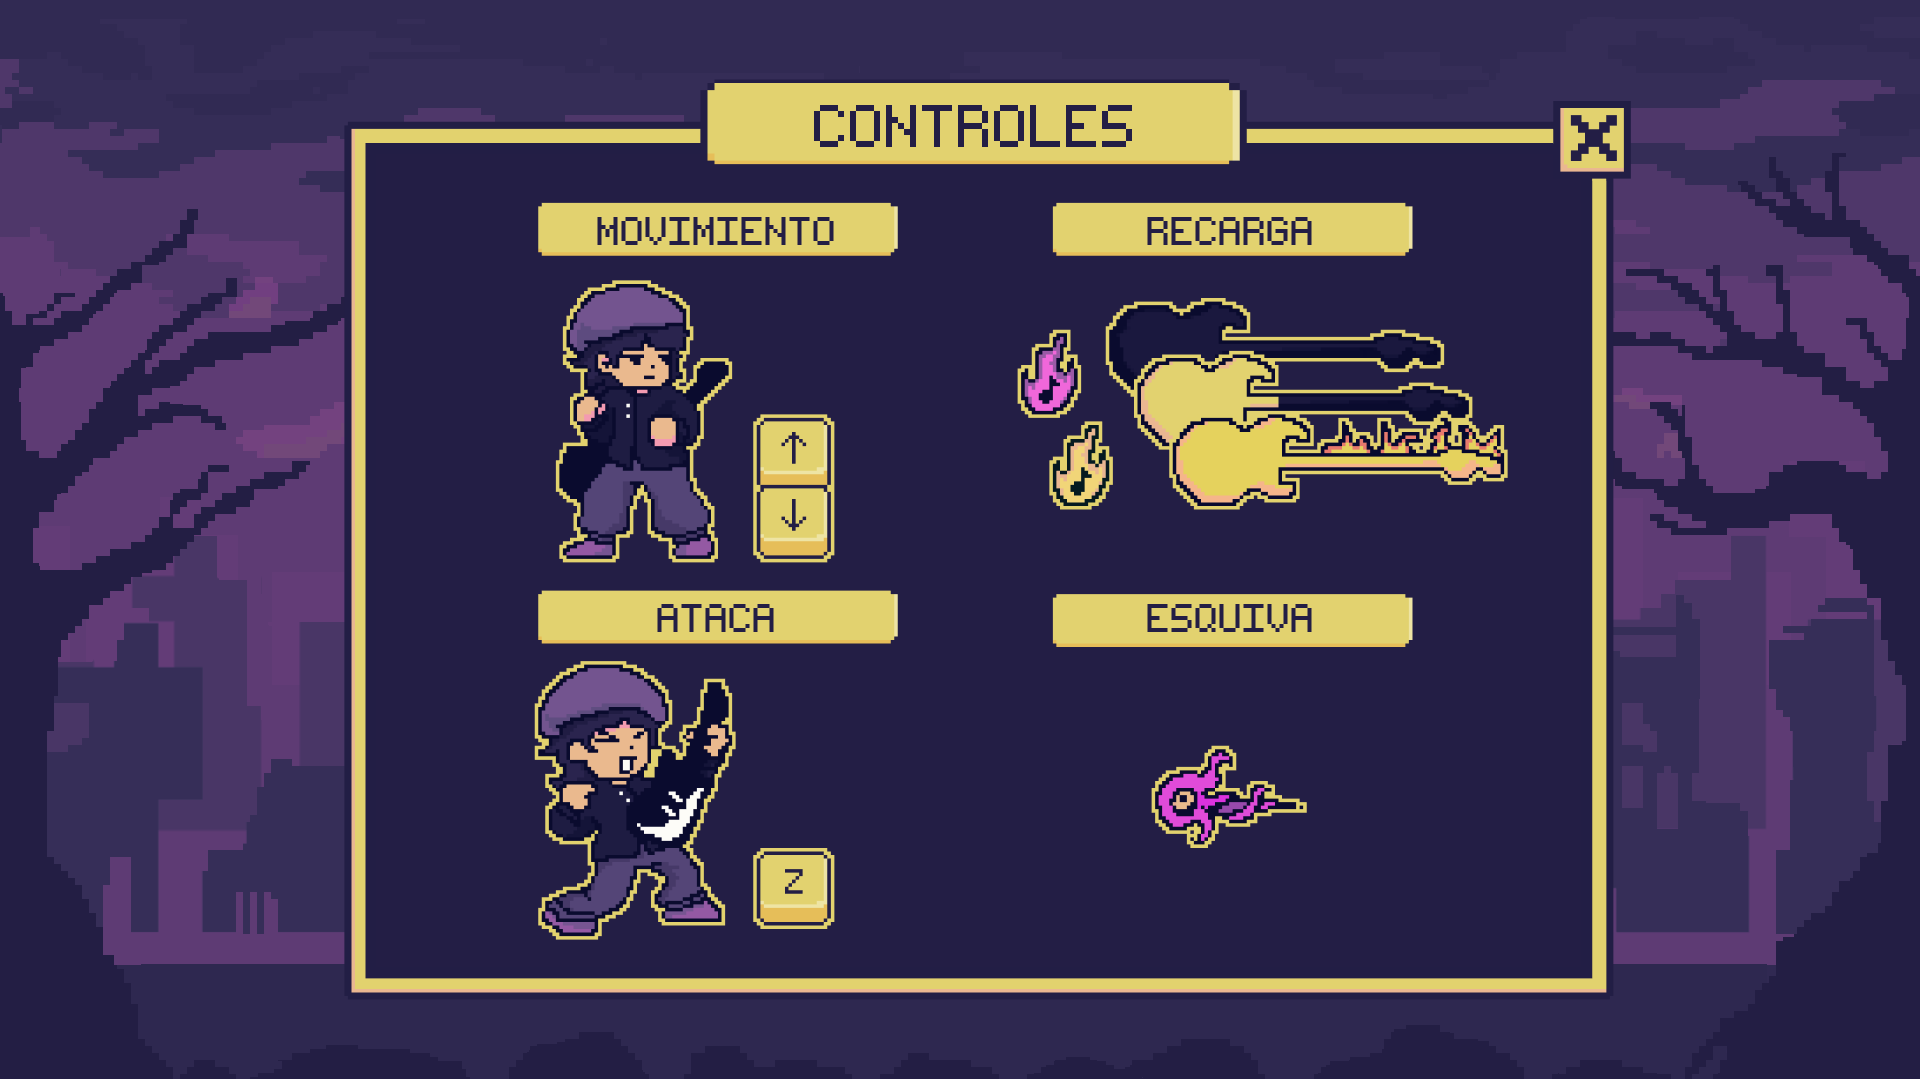 CONTROLES
X
MOVIMIENTO
RECARGA
↑
↓
ATACA
ESQUIVA
Z